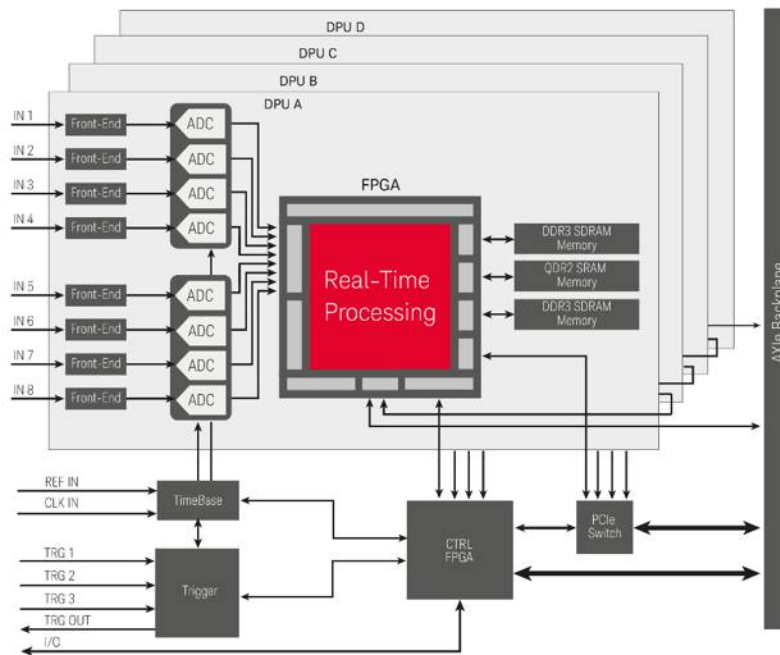 DPU D
DPU C
DPU B
DPU A
IN 1
Front-End
ADC
IN 2
Front-End
ADC
IN 3
Front-End
ADC
IN 4
Front-End
ADC
IN 5
Front-End
ADC
IN 6
Front-End
ADC
IN 7
Front-End
ADC
IN 8
Front-End
ADC
FPGA
Real-Time
Processing
DDR3 SDRAM
Memory
QDR2 SRAM
Memory
DDR3 SDRAM
Memory
AXIe Backplane
REF IN
CLK IN
TimeBase
TRG 1
TRG 2
TRG 3
TRG OUT
I/O
Trigger
CTRL
FPGA
PCIe
Switch